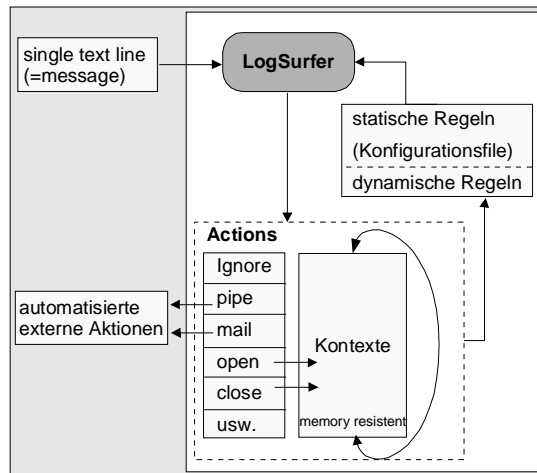 single text line
(=message)
LogSurfer
statische Regeln
(Konfigurationsfile)
dynamische Regeln
Actions
Ignore
pipe
mail
open
close
usw.
automatisierte
externe Aktionen
Kontexte
memory resistent